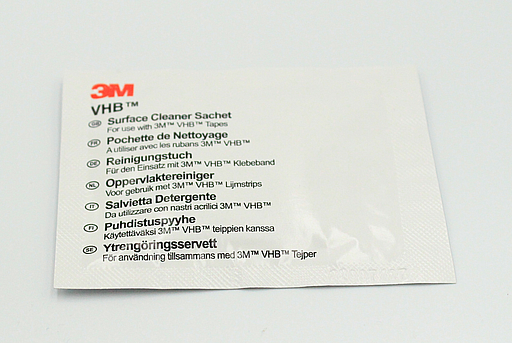 3M
VHB™
GB Surface Cleaner Sachet
For use with 3M™ VHB™ Tapes
FR Pochette de Nettoyage
A utiliser avec les rubans 3M™ VHB™
DE Reinigungstuch
Für den Einsatz mit 3M™ VHB™ Klebeband
NL Oppervlaktereiniger
Voor gebruik met 3M™ VHB™ Lijmstrips
IT Salvietta Detergente
Da utilizzare con nastri acrilici 3M™ VHB™
FI Puhdistuspyyhe
Käytettäväksi 3M™ VHB™ teippien kanssa
SE Ytrengöringsservett
För användning tillsammans med 3M™ VHB™ Tejper